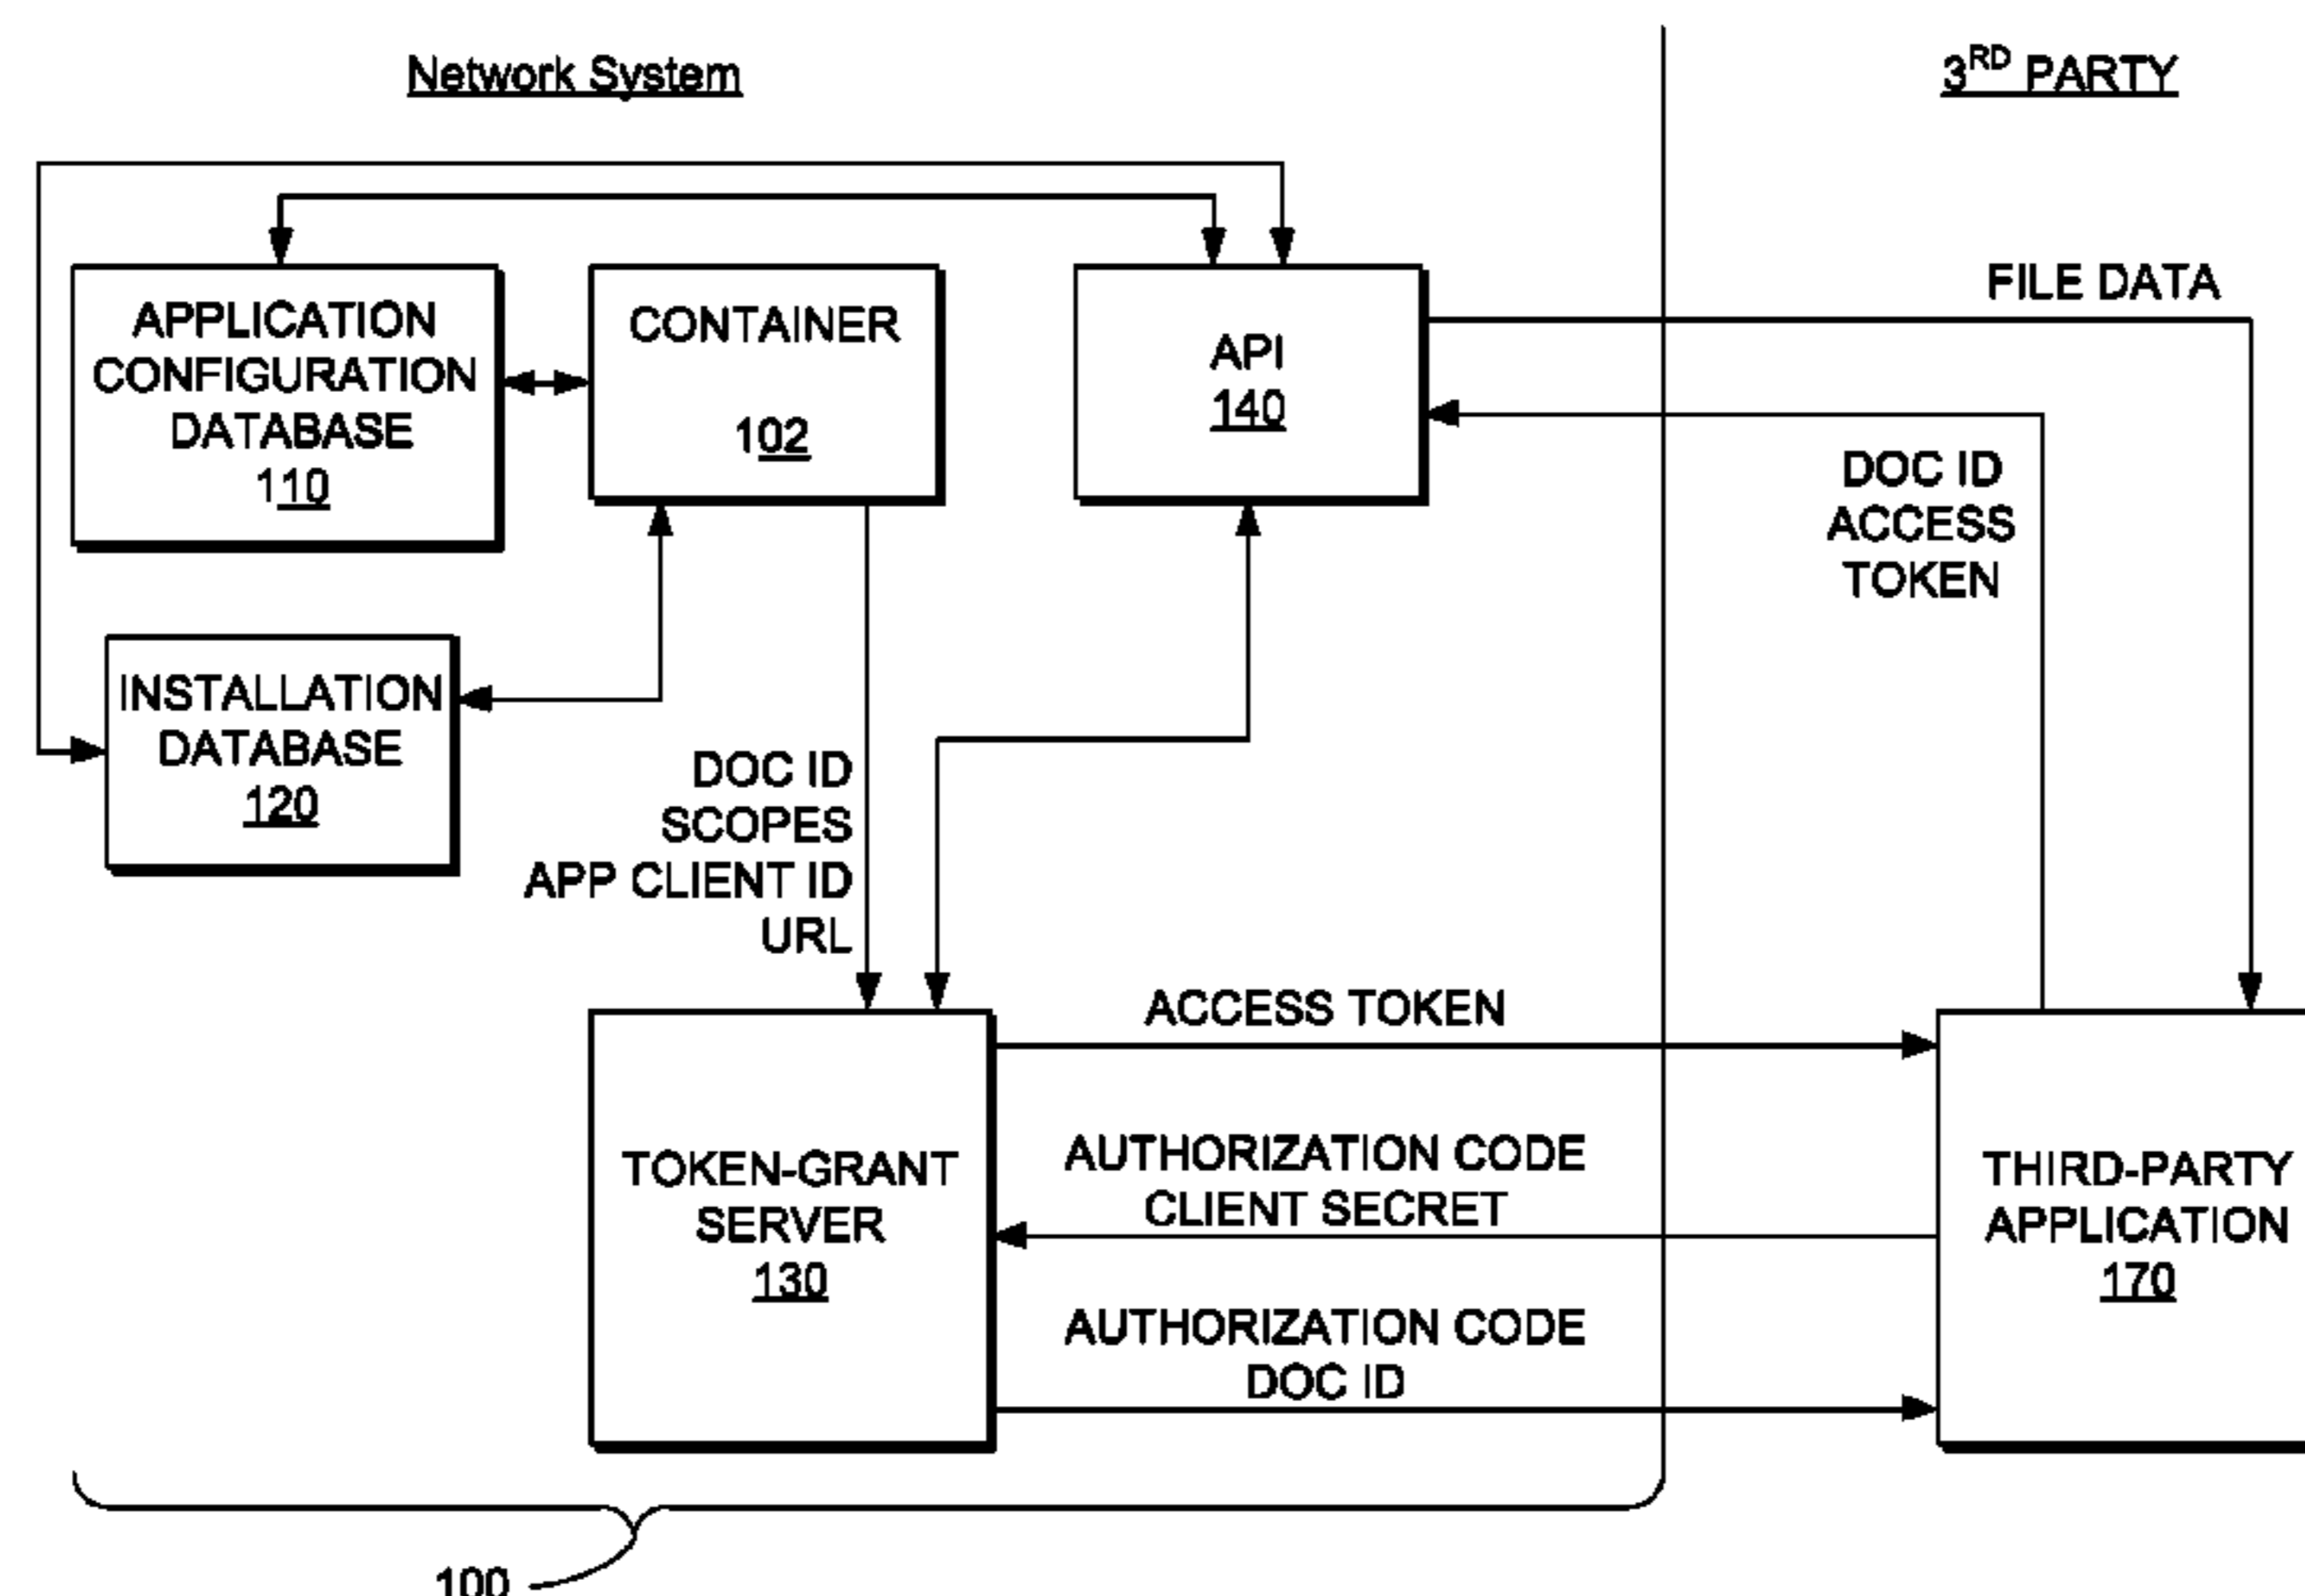 Network System
3RD PARTY
APPLICATION
CONFIGURATION
DATABASE
110
CONTAINER
102
API
140
FILE DATA
DOC ID
ACCESS
TOKEN
INSTALLATION
DATABASE
120
DOC ID
SCOPES
APP CLIENT ID
URL
ACCESS TOKEN
TOKEN-GRANT
SERVER
130
AUTHORIZATION CODE
CLIENT SECRET
AUTHORIZATION CODE
DOC ID
THIRD-PARTY
APPLICATION
170
100